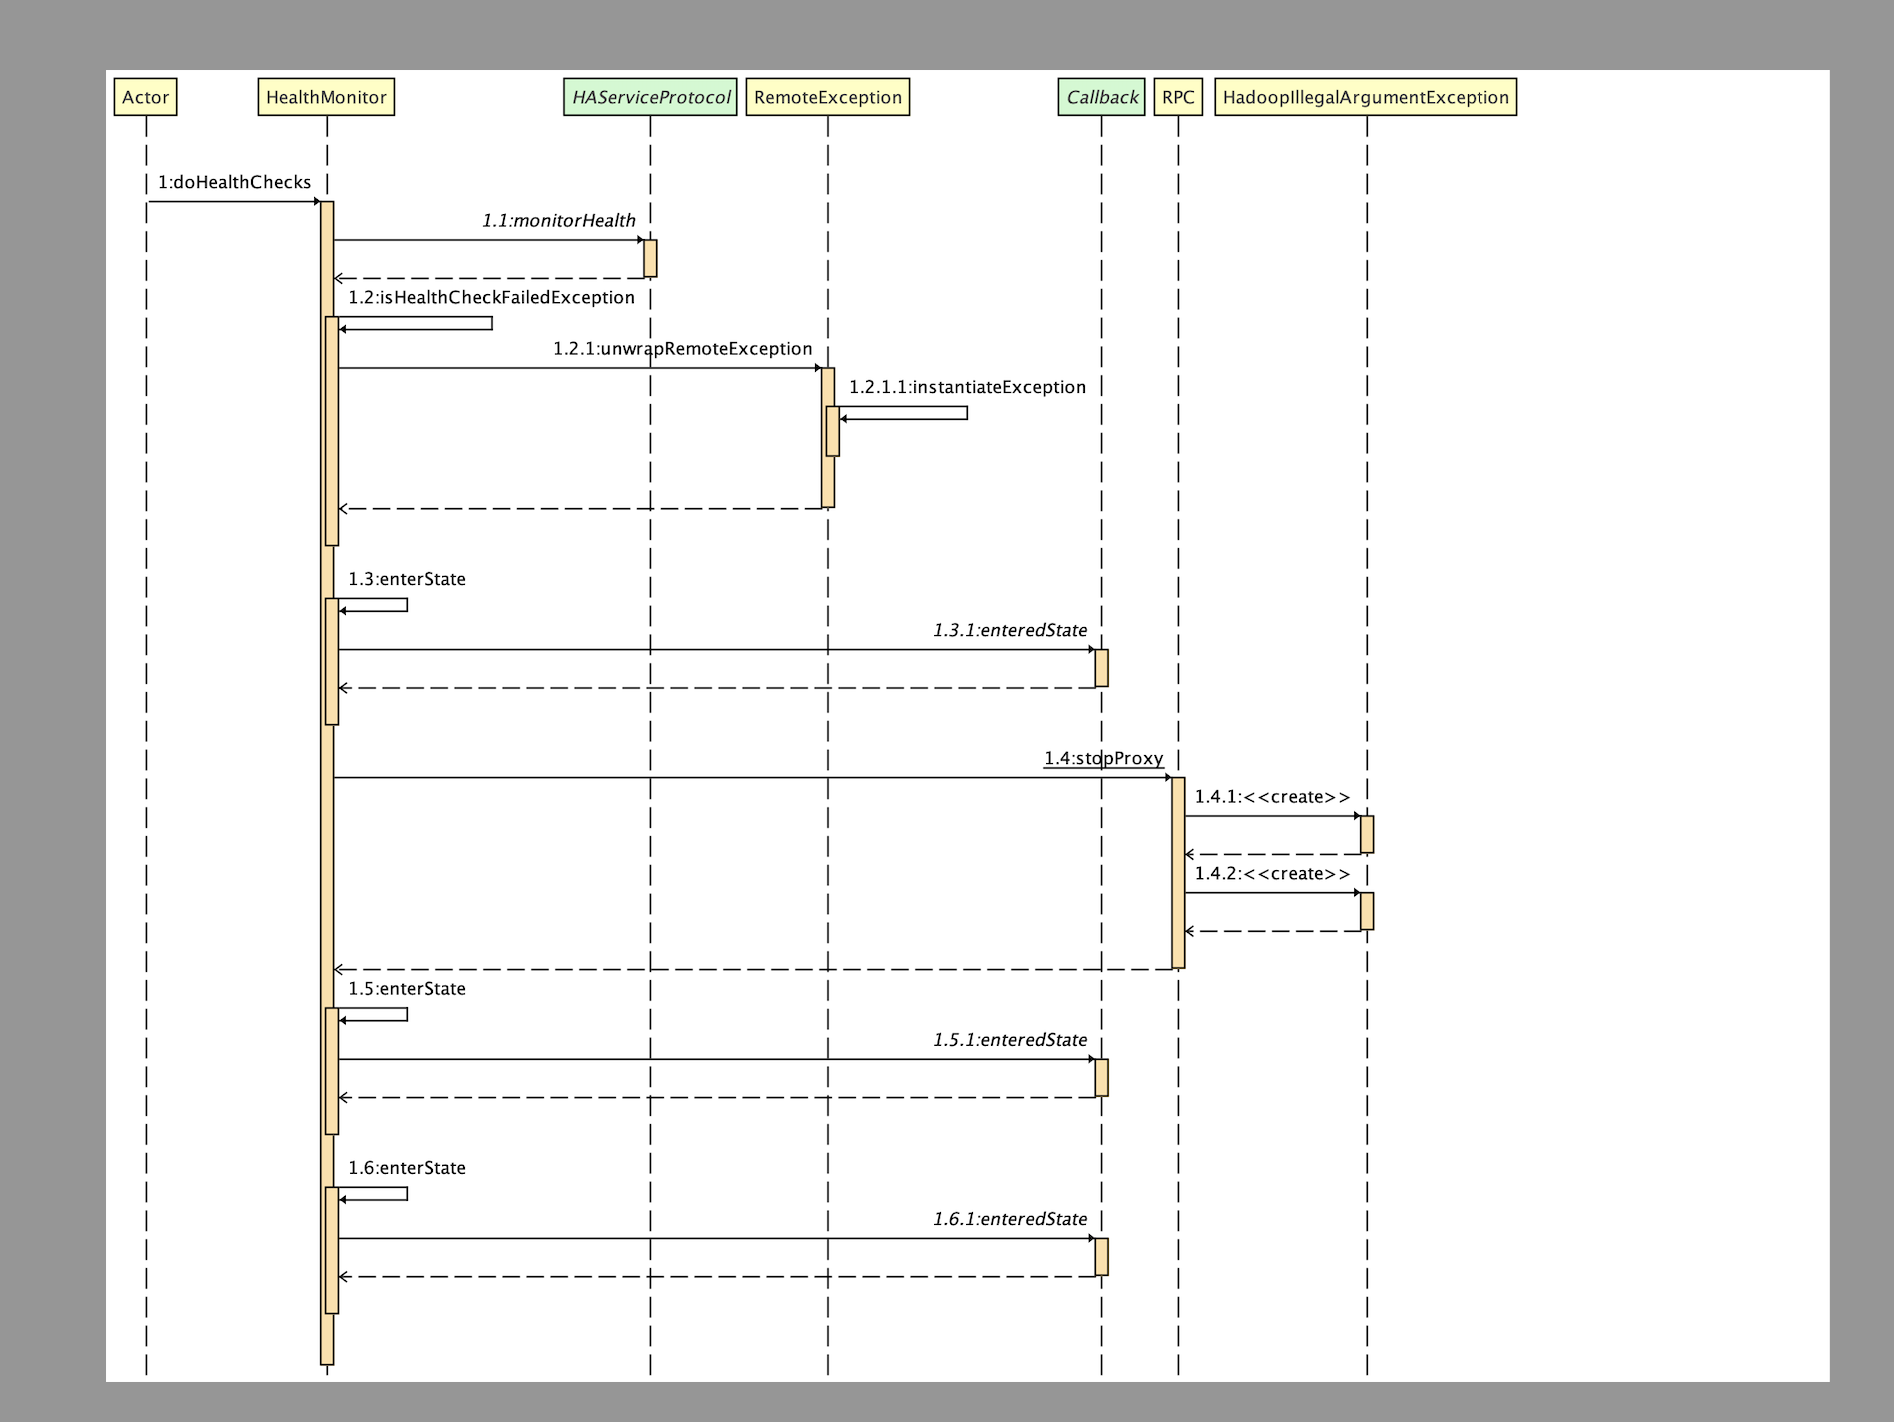 Actor
HealthMonitor
HAServiceProtocol
RemoteException
Callback
RPC
HadoopIllegalArgumentException
1:doHealthChecks
1.1:monitorHealth
1.2:isHealthCheckFailedException
1.2.1:unwrapRemoteException
1.2.1.1:instantiateException
1.3:enterState
1.3.1:enteredState
1.4:stopProxy
1.4.1:<<create>>
1.4.2:<<create>>
1.5:enterState
1.5.1:enteredState
1.6:enterState
1.6.1:enteredState